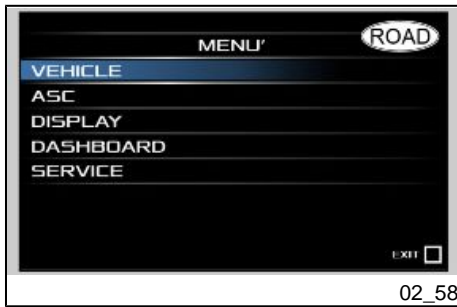 MENU'
ROAD
VEHICLE
ASC
DISPLAY
DASHBOARD
SERVICE
EXIT
02_58